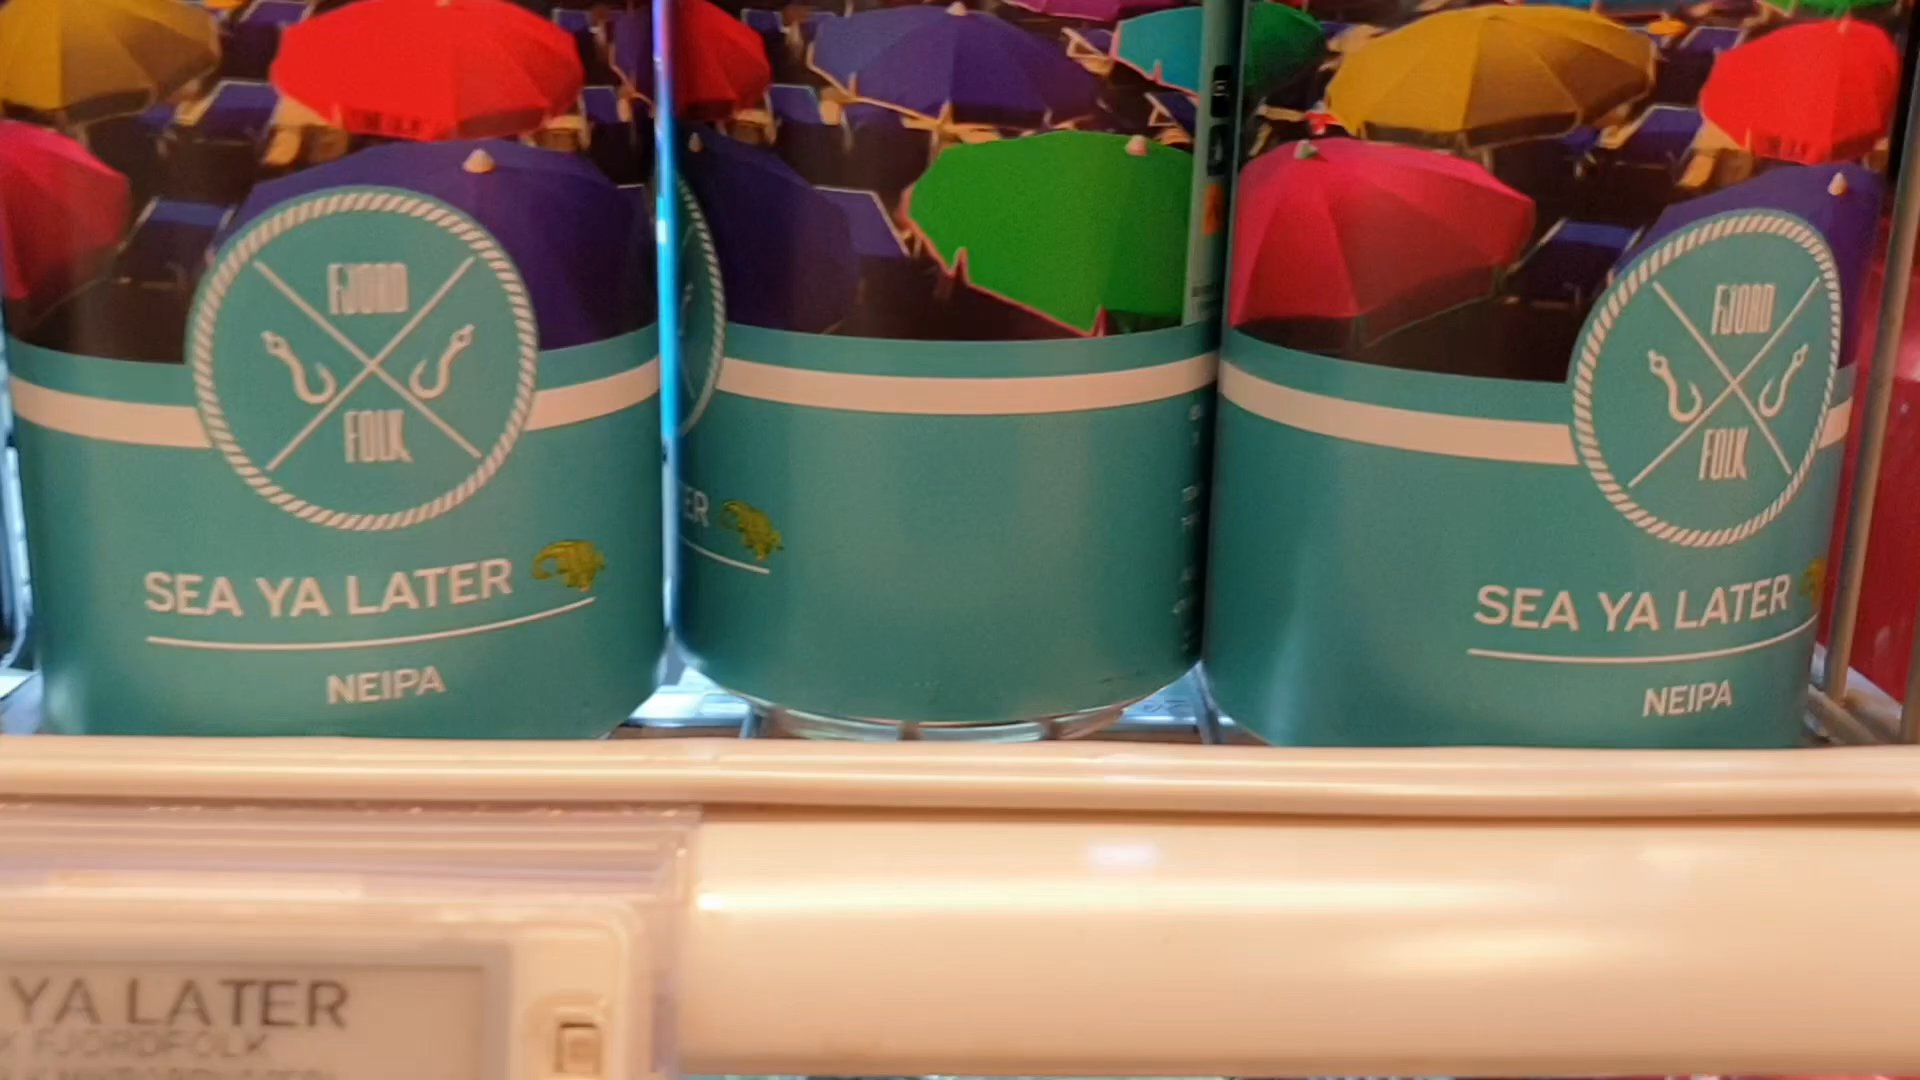 FJORD
FOLK
SEA YA LATER
NEIPA
ER
FJORD
FOLK
SEA YA LATER
NEIPA
YA LATER
K FJORDFOLK